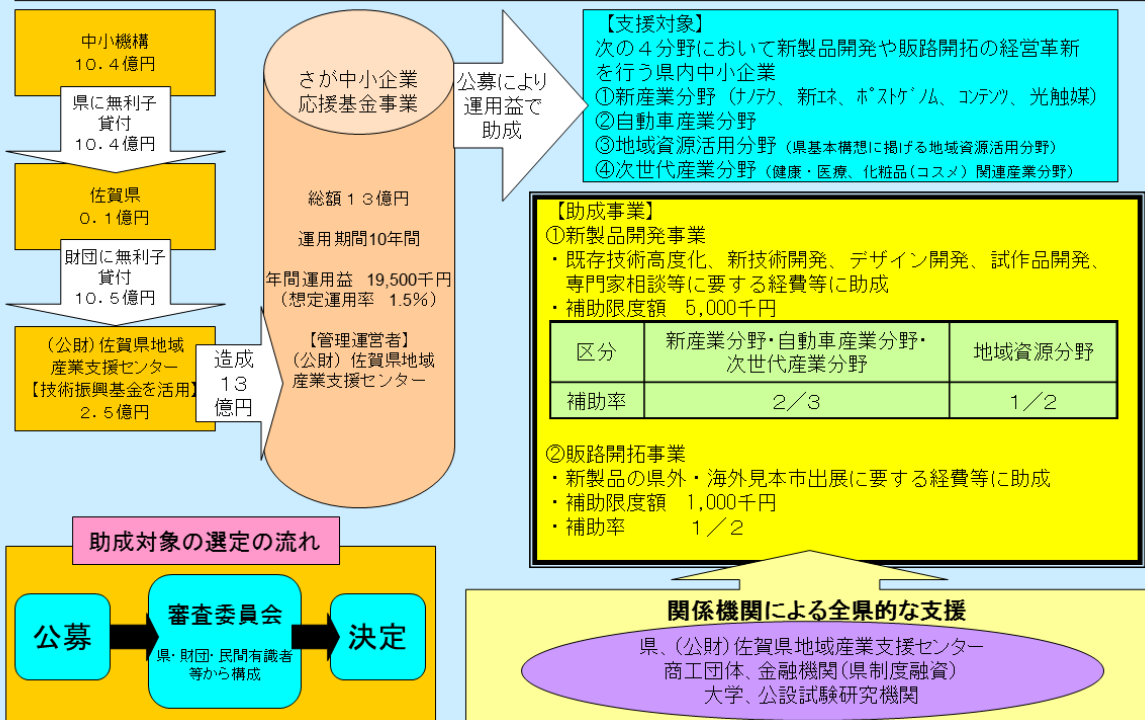 中小機構
10.4億円
県に無利子
貸付
10.4億円
佐賀県
0.1億円
財団に無利子
貸付
10.5億円
(公財)佐賀県地域
産業支援センター
【技術振興基金を活用】
2.5億円
造成
13
億円
さが中小企業
応援基金事業
総額13億円
運用期間10年間
年間運用益 19,500千円
(想定運用率 1.5%)
【管理運営者】
(公財)佐賀県地域
産業支援センター
公募により
運用益で
助成
【支援対象】
次の4分野において新製品開発や販路開拓の経営革新
を行う県内中小企業
①新産業分野(ナノテク、新エネ、ポストゲノム、コンテンツ、光触媒)
②自動車産業分野
③地域資源活用分野(県基本構想に掲げる地域資源活用分野)
④次世代産業分野(健康・医療、化粧品(コスメ)関連産業分野)
【助成事業】
①新製品開発事業
・既存技術高度化、新技術開発、デザイン開発、試作品開発、
専門家相談等に要する経費等に助成
・補助限度額 5,000千円
区分 新産業分野・自動車産業分野・ 地域資源分野
次世代産業分野
補助率 2/3 1/2
②販路開拓事業
・新製品の県外・海外見本市出展に要する経費等に助成
・補助限度額 1,000千円
・補助率 1/2
助成対象の選定の流れ
公募
審査委員会
県・財団・民間有識者
等から構成
決定
関係機関による全県的な支援
県、(公財)佐賀県地域産業支援センター
商工団体、金融機関(県制度融資)
大学、公設試験研究機関